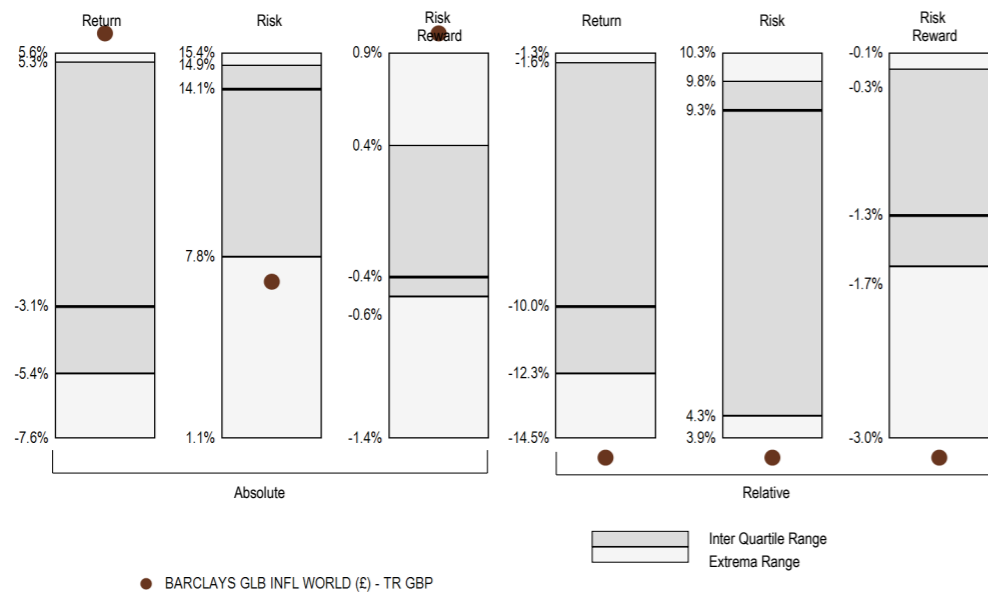 Return
Risk
Risk
Reward
Return
Risk
Risk
Reward
5.6%
5.3%
-3.1%
-5.4%
-7.6%
15.4%
14.9%
14.1%
7.8%
1.1%
0.9%
0.4%
-0.4%
-0.6%
-1.4%
-1.3%
-1.6%
-10.0%
-12.3%
-14.5%
10.3%
9.8%
9.3%
4.3%
3.9%
-0.1%
-0.3%
-1.3%
-1.7%
-3.0%
Absolute
Relative
Inter Quartile Range
Extrema Range
BARCLAYS GLB INFL WORLD (£) - TR GBP